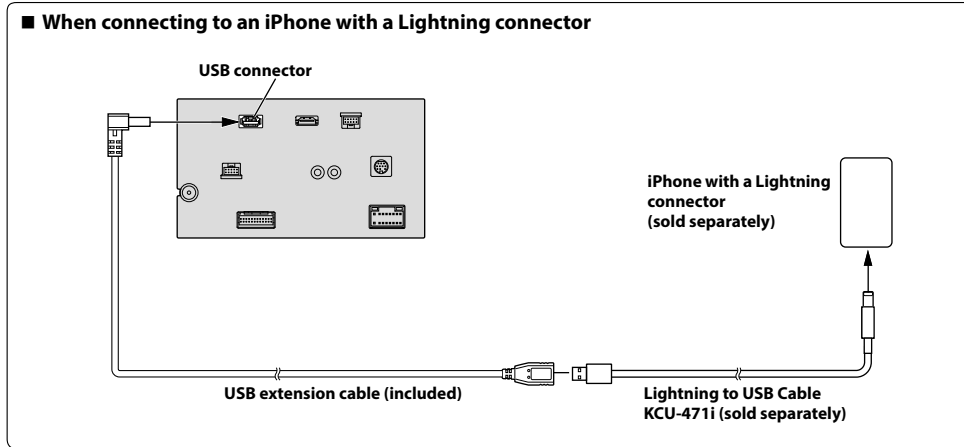 ■ When connecting to an iPhone with a Lightning connector
USB connector
iPhone with a Lightning
connector
(sold separately)
USB extension cable (included)
Lightning to USB Cable
KCU-471i (sold separately)